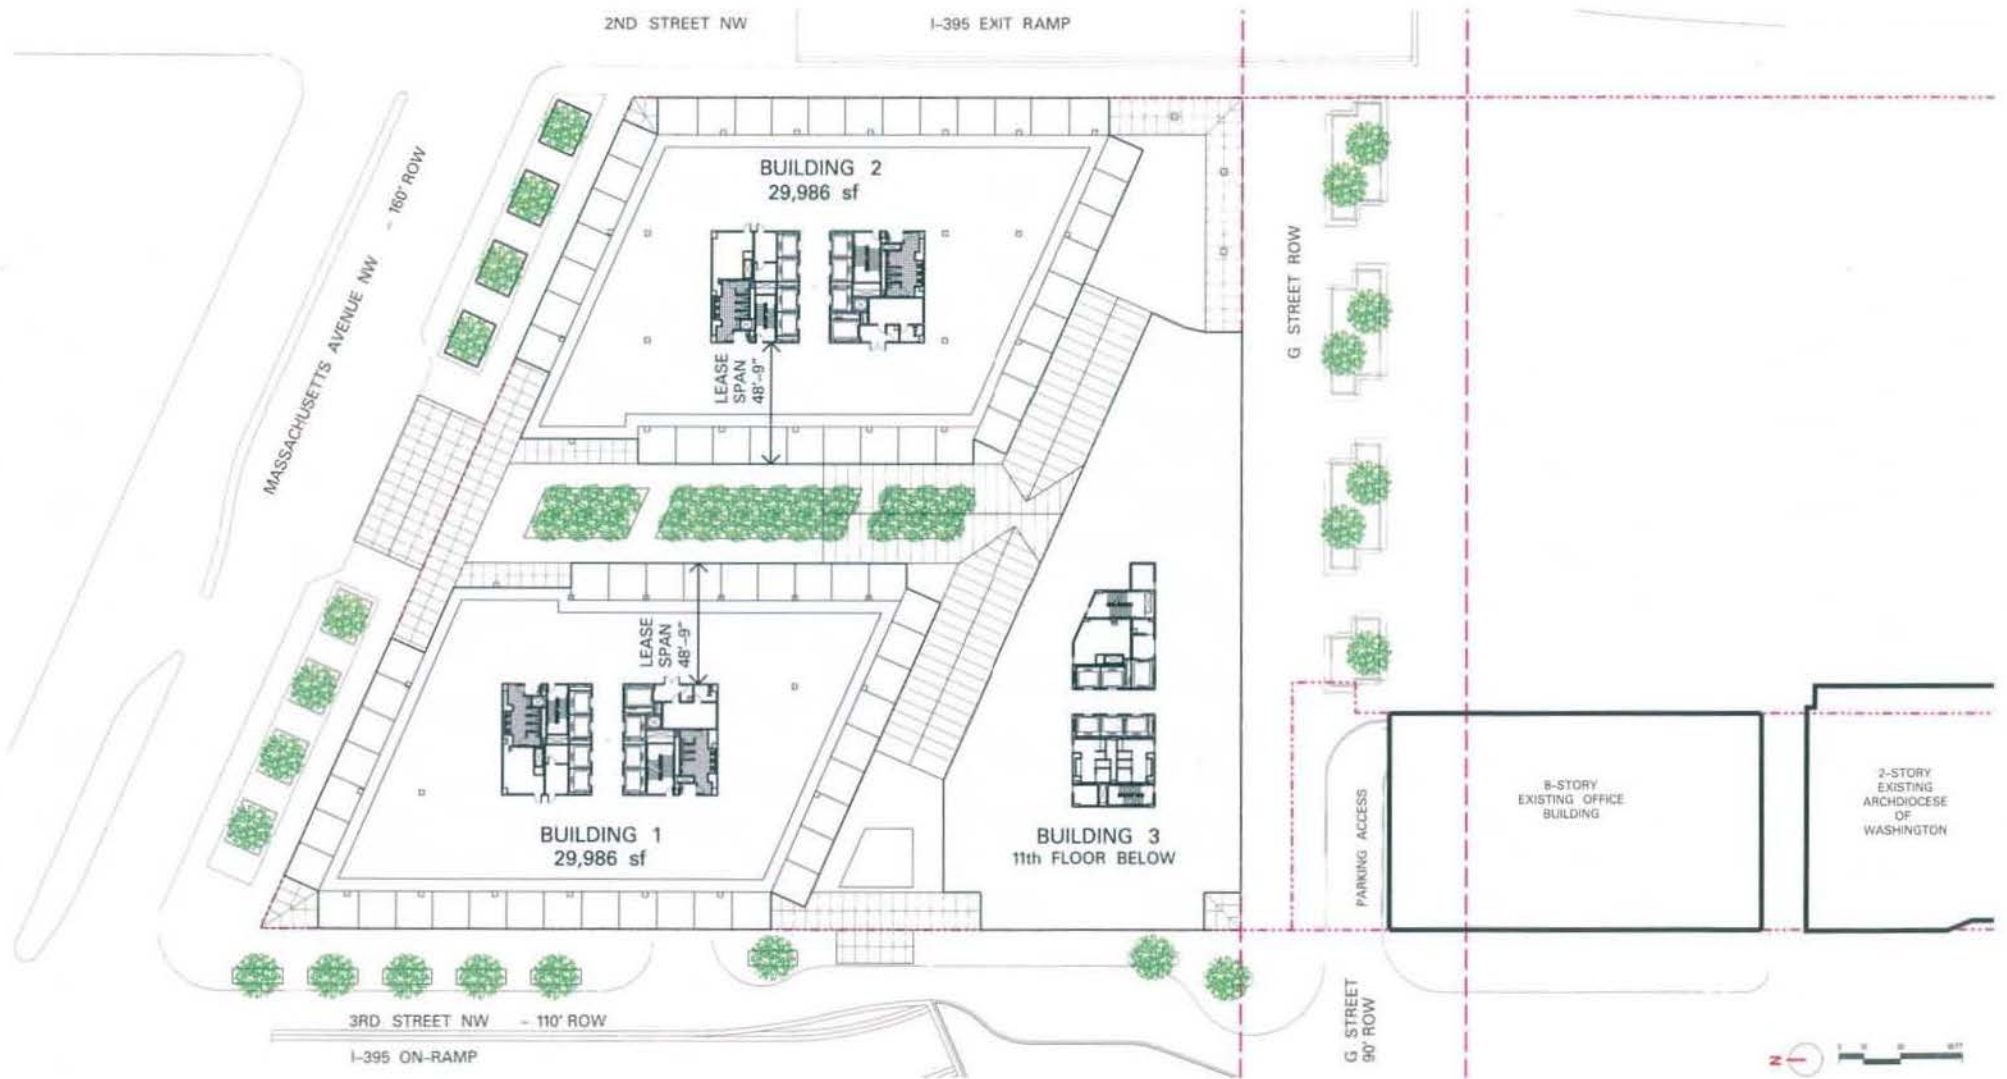 2ND STREET NW
I-395 EXIT RAMP
MASSACHUSETTS AVENUE NW - 160' ROW
BUILDING 2
29,986 sf
LEASE
SPAN
48'-9"
G STREET ROW
LEASE
SPAN
48'-9"
BUILDING 1
29,986 sf
BUILDING 3
11th FLOOR BELOW
PARKING ACCESS
8-STORY
EXISTING OFFICE
BUILDING
2-STORY
EXISTING
ARCHDIOCESE
OF
WASHINGTON
3RD STREET NW - 110' ROW
I-395 ON-RAMP
G STREET
90' ROW
N